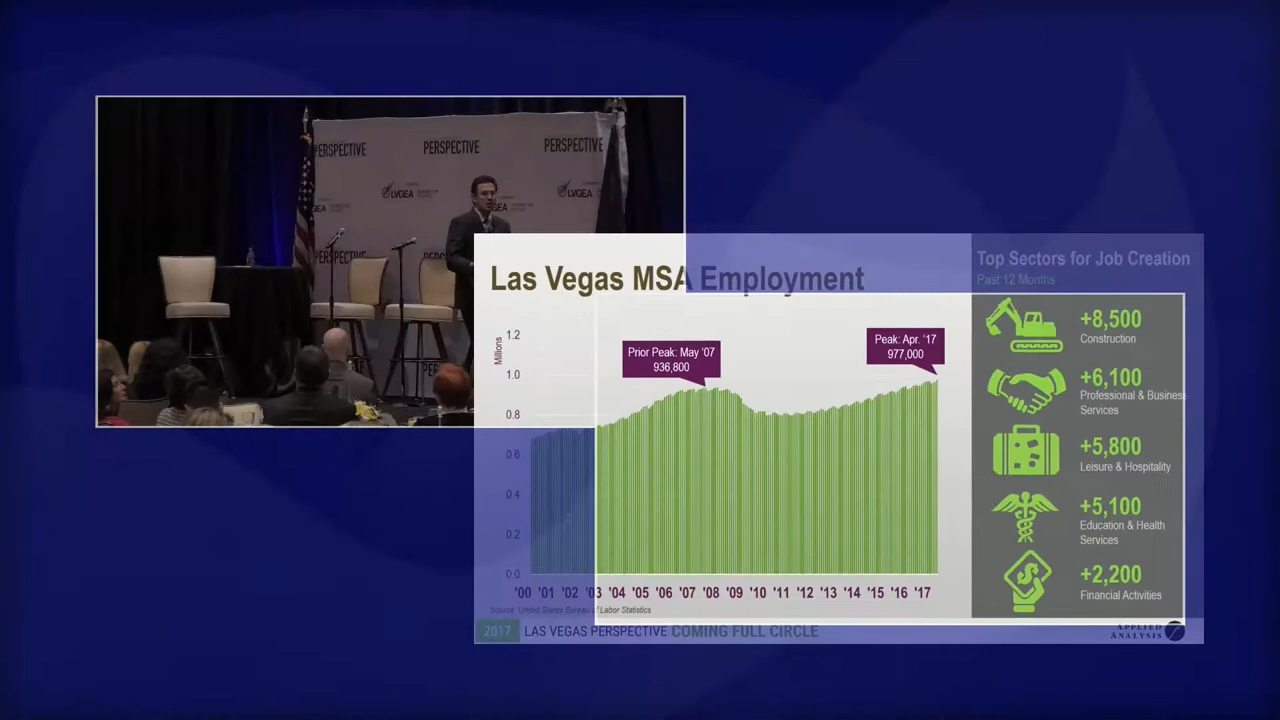 PERSPECTIVE
PERSPECTIVE
PERSPECTIVE
LVGEA
LVGEA
GEA
GEA
PERSPECTIVE
Las Vegas MSA Employment
Top Sectors for Job Creation
Past 12 Months
Millions
1.2
1.0
0.8
0.6
0.4
0.2
0.0
Prior Peak: May '07
936,800
Peak: Apr. '17
977,000
'00 '01 '02 '03 '04 '05 '06 '07 '08 '09 '10 '11 '12 '13 '14 '15 '16 '17
+8,500
Construction
+6,100
Professional & Business
Services
+5,800
Leisure & Hospitality
+5,100
Education & Health
Services
+2,200
Financial Activities
Source: United States Bureau of Labor Statistics
2017 LAS VEGAS PERSPECTIVE COMING FULL CIRCLE
APPLIED
ANALYSIS